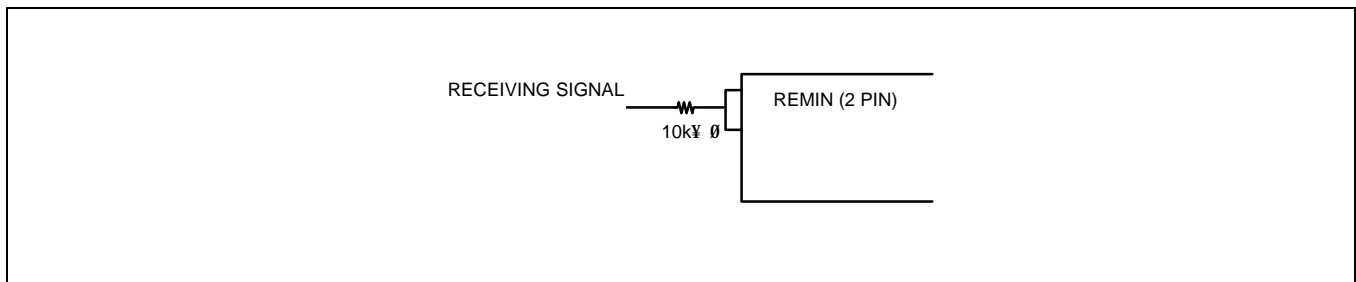 RECEIVING SIGNAL
REMIN (2 PIN)
10k¥ Ø